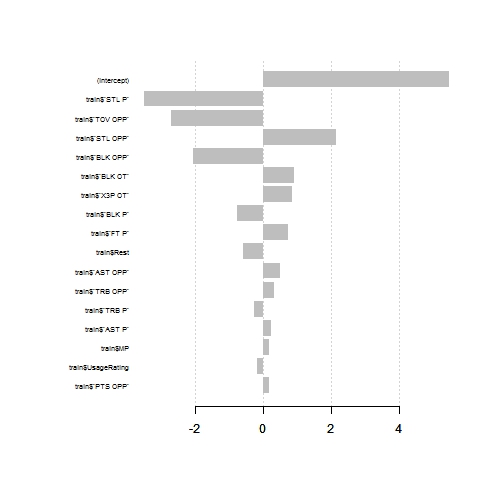 (Intercept)
train$`STL P`
train$`TOV OPP`
train$`STL OPP`
train$`BLK OPP`
train$`BLK OT`
train$`X3P OT`
train$`BLK P`
train$`FT P`
train$Rest
train$`AST OPP`
train$`TRB OPP`
train$`TRB P`
train$`AST P`
train$MP
train$UsageRating
train$`PTS OPP`
-2 0 2 4